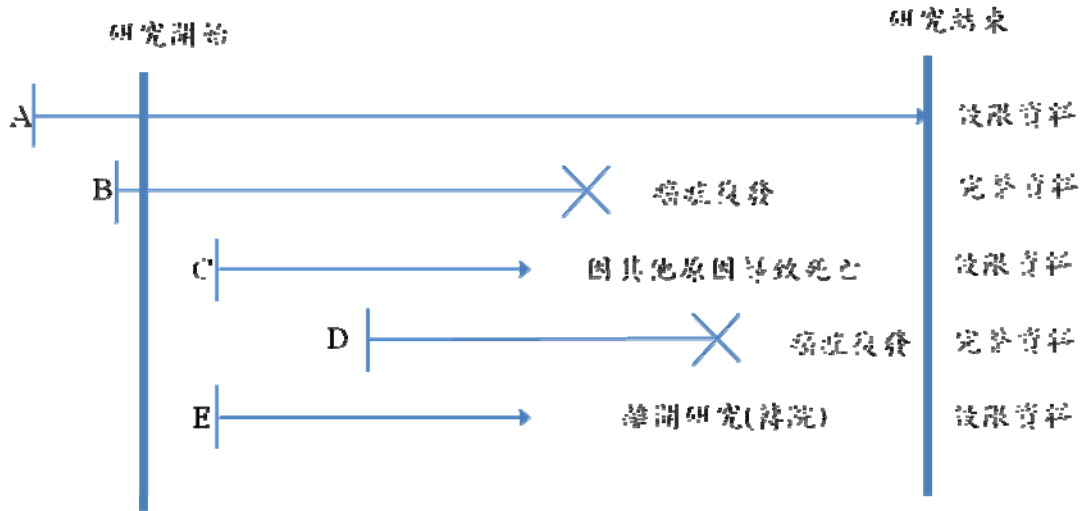 研究開始
研究結束
A
設限資料
B
癌症復發
完整資料
C
因其他原因導致死亡
設限資料
D
癌症復發
完整資料
E
離開研究(轉院)
設限資料